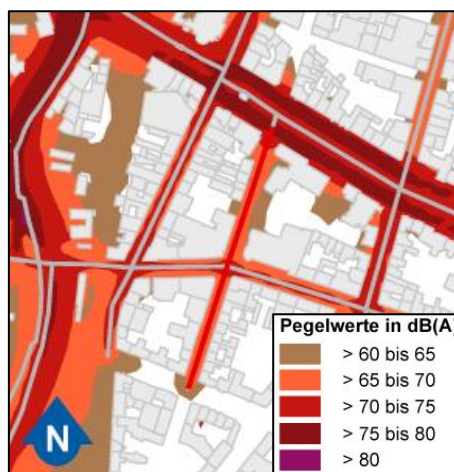 Pegelwerte in dB(A)
> 60 bis 65
> 65 bis 70
> 70 bis 75
> 75 bis 80
> 80
N